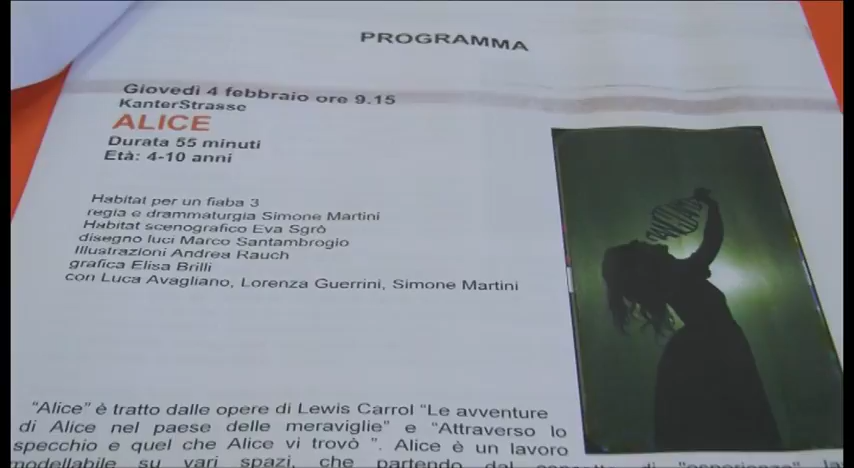 PROGRAMMA
Giovedì 4 febbraio ore 9.15
KanterStrasse
ALICE
Durata 55 minuti
Età: 4-10 anni
Habitat per un fiaba 3
regia e drammaturgia Simone Martini
Habitat scenografico Eva Sgrò
disegno luci Marco Santambrogio
Illustrazioni Andrea Rauch
grafica Elisa Brilli
con Luca Avagliano, Lorenza Guerrini, Simone Martini
“Alice” è tratto dalle opere di Lewis Carrol “Le avventure
di Alice nel paese delle meraviglie” e “Attraverso lo
specchio e quel che Alice vi trovò ”. Alice è un lavoro
modellabile su vari spazi, che partendo dal